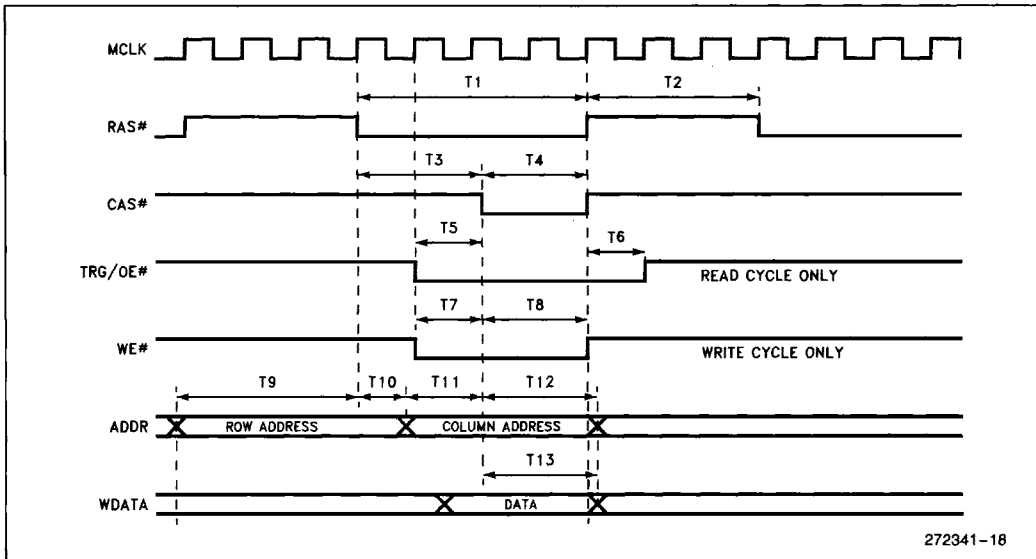 MCLK
T1
T2
RAS#
T3
T4
CAS#
T5
T6
TRG/OE#
READ CYCLE ONLY
T7
T8
WE#
WRITE CYCLE ONLY
T9
T10
T11
T12
ADDR
ROW ADDRESS
COLUMN ADDRESS
T13
WDATA
DATA
272341-18